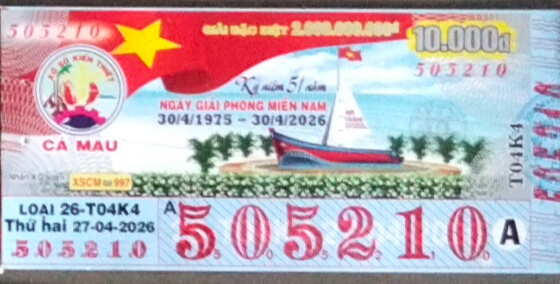 505210
GIẢI ĐẶC BIỆT 2.000.000.000đ
10.000đ
505210
XỔ SỐ KIẾN THIẾT
CÀ MAU
Kỷ niệm 51 năm
NGÀY GIẢI PHÓNG MIỀN NAM
30/4/1975 - 30/4/2026
T04K4
XSCM 997
LOẠI 26-T04K4
Thứ hai 27-04-2026
505210
A
505210
A